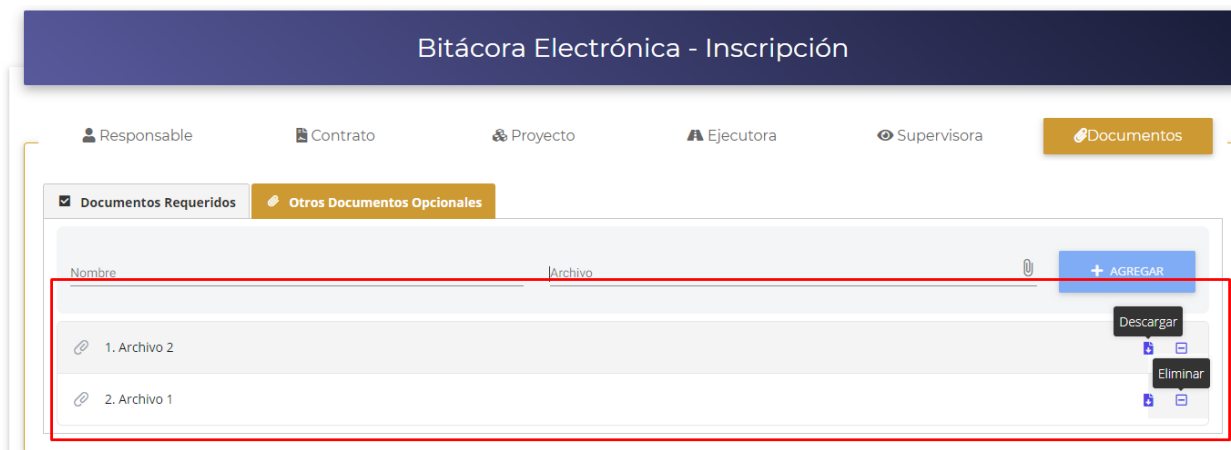 Bitácora Electrónica - Inscripción
Responsable Contrato Proyecto Ejecutora Supervisora Documentos
Documentos Requeridos Otros Documentos Opcionales
Nombre Archivo + AGREGAR
Descargar
1. Archivo 2
Eliminar
2. Archivo 1